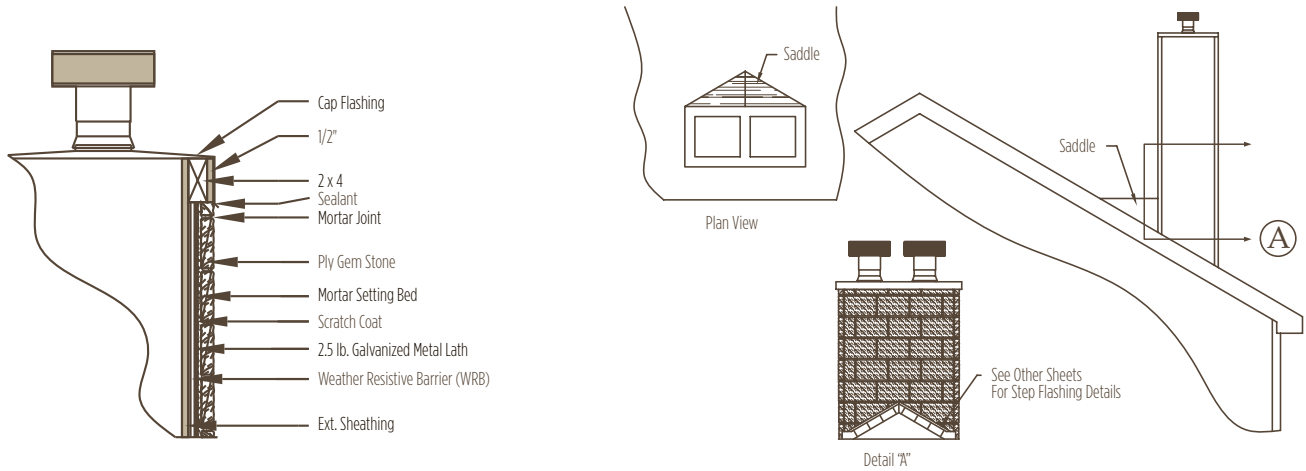 Cap Flashing
1/2"
2 x 4
Sealant
Mortar Joint
Ply Gem Stone
Mortar Setting Bed
Scratch Coat
2.5 lb. Galvanized Metal Lath
Weather Resistive Barrier (WRB)
Ext. Sheathing
Saddle
Plan View
Saddle
A
See Other Sheets
For Step Flashing Details
Detail "A"